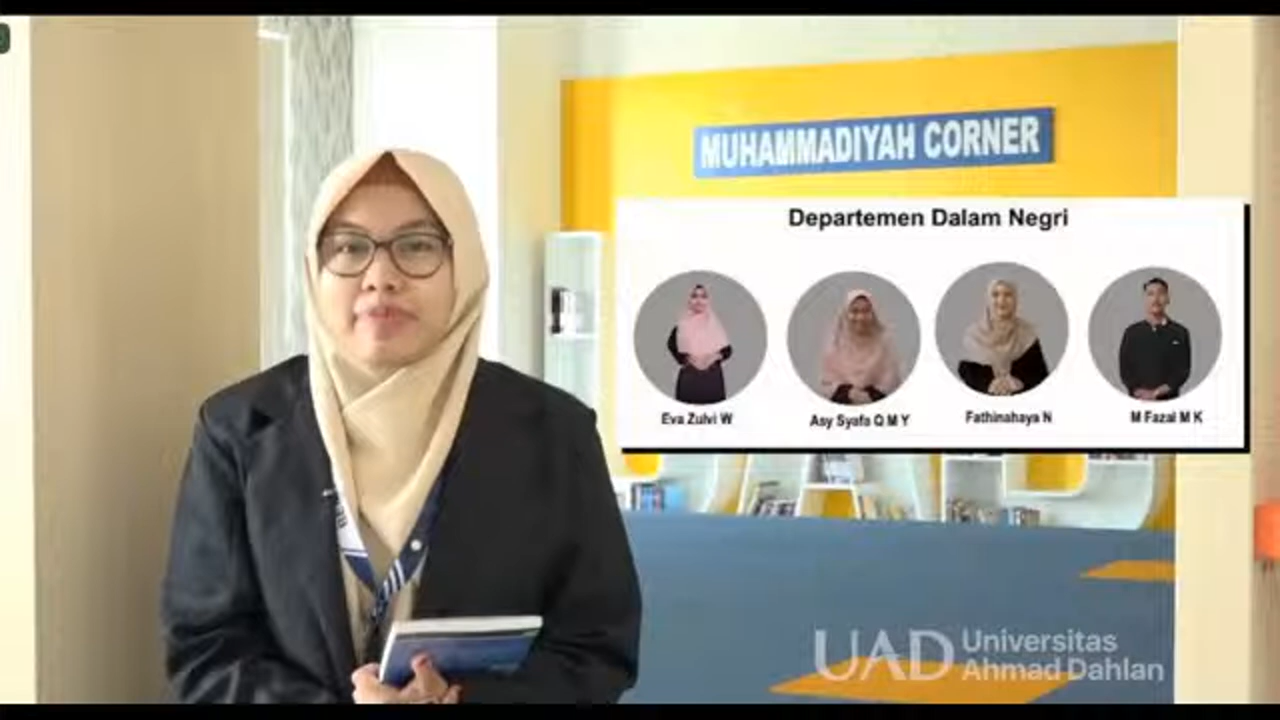 MUHAMMADIYAH CORNER
Departemen Dalam Negri
Eva Zulvi W
Asy Syafa Q M Y
Fathinahaya N
M Fazal M K
UAD Universitas
Ahmad Dahlan